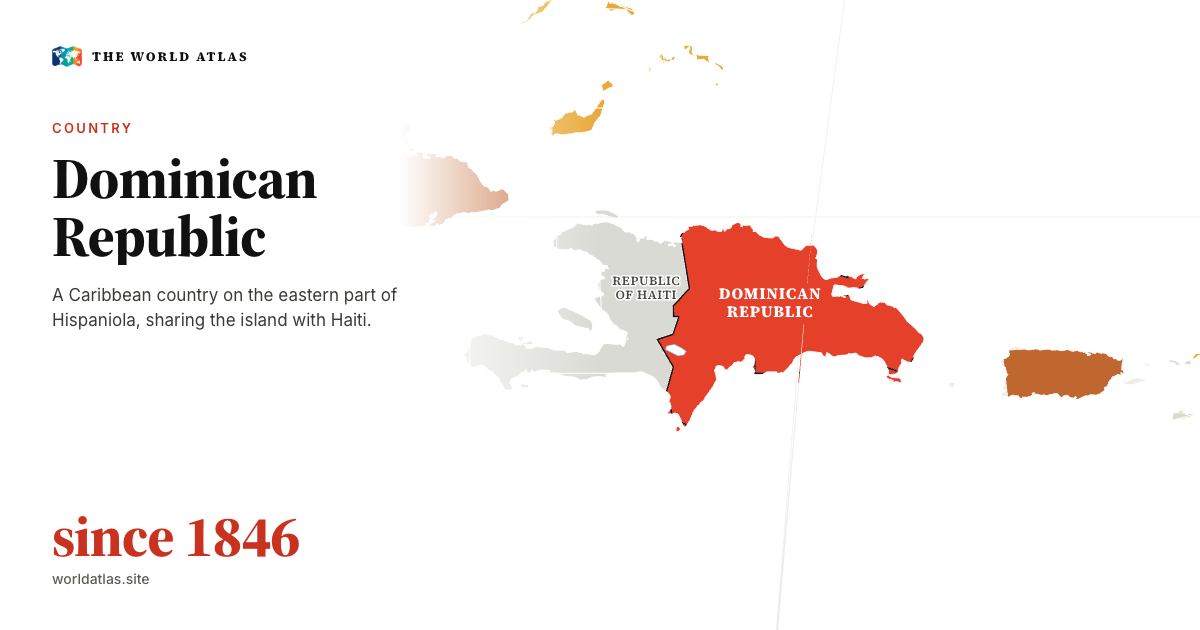 THE WORLD ATLAS
COUNTRY
Dominican
Republic
A Caribbean country on the eastern part of
Hispaniola, sharing the island with Haiti.
REPUBLIC
OF HAITI
DOMINICAN
REPUBLIC
since 1846
worldatlas.site